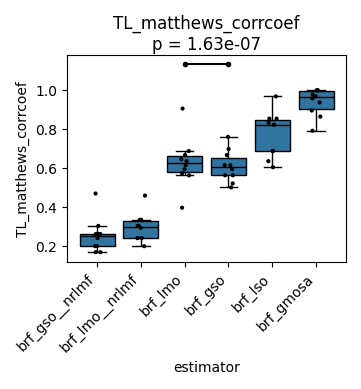 TL_matthews_corrcoef
p = 1.63e-07
TL_matthews_corrcoef
1.0
0.8
0.6
0.4
0.2
brf_gso__nrlmf
brf_lmo__nrlmf
brf_lmo
brf_gso
brf_lso
brf_gmosa
estimator